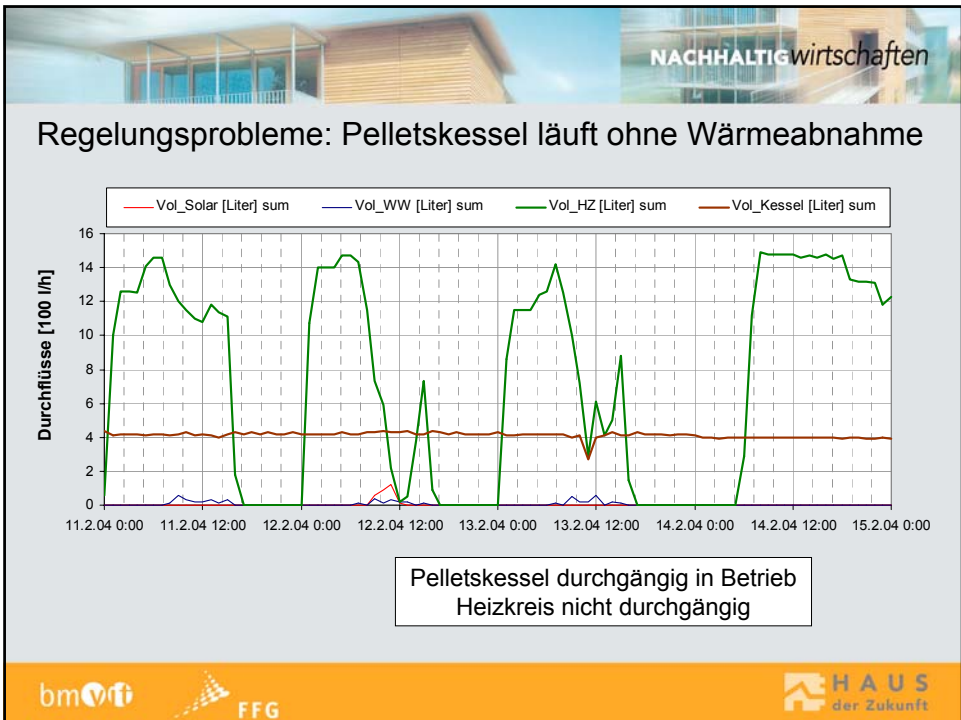 NACHHALTIGwirtschaften
Regelungsprobleme: Pelletskessel läuft ohne Wärmeabnahme
Vol_Solar [Liter] sum Vol_WW [Liter] sum Vol_HZ [Liter] sum Vol_Kessel [Liter] sum
Durchflüsse [100 l/h]
16
14
12
10
8
6
4
2
0
11.2.04 0:00 11.2.04 12:00 12.2.04 0:00 12.2.04 12:00 13.2.04 0:00 13.2.04 12:00 14.2.04 0:00 14.2.04 12:00 15.2.04 0:00
Pelletskessel durchgängig in Betrieb
Heizkreis nicht durchgängig
bmvit FFG HAUS
der Zukunft